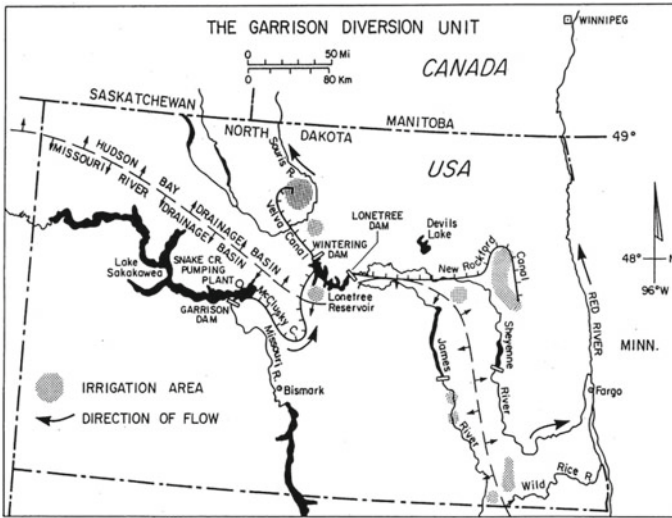 THE GARRISON DIVERSION UNIT
WINNIPEG
0 50 Mi
0 80 Km
CANADA
SASKATCHEWAN
MANITOBA
NORTH DAKOTA
49°
USA
HUDSON BAY DRAINAGE BASIN
MISSOURI RIVER DRAINAGE BASIN
Souris R.
Velva Canal
WINTERING DAM
LONETREE DAM
Devils Lake
New Rockford Canal
48°
96°W
Lake Sakakawea
SNAKE CR. PUMPING PLANT
GARRISON DAM
McClusky C.
Lonetree Reservoir
RED RIVER
MINN.
Missouri R.
Bismark
James River
Sheyenne River
Fargo
Wild Rice R.
IRRIGATION AREA
DIRECTION OF FLOW
N